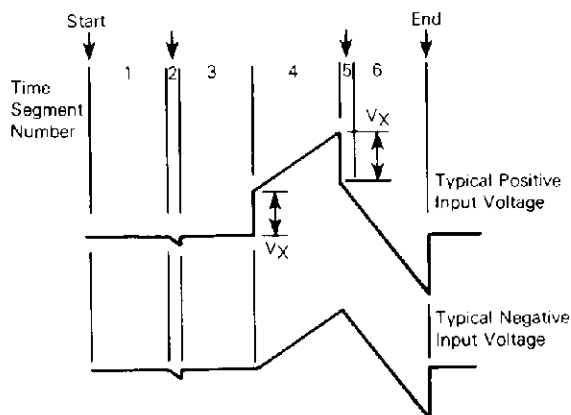 Start
End
1 2 3 4 5 6
Time
Segment
Number
VX
Typical Positive
Input Voltage
VX
Typical Negative
Input Voltage